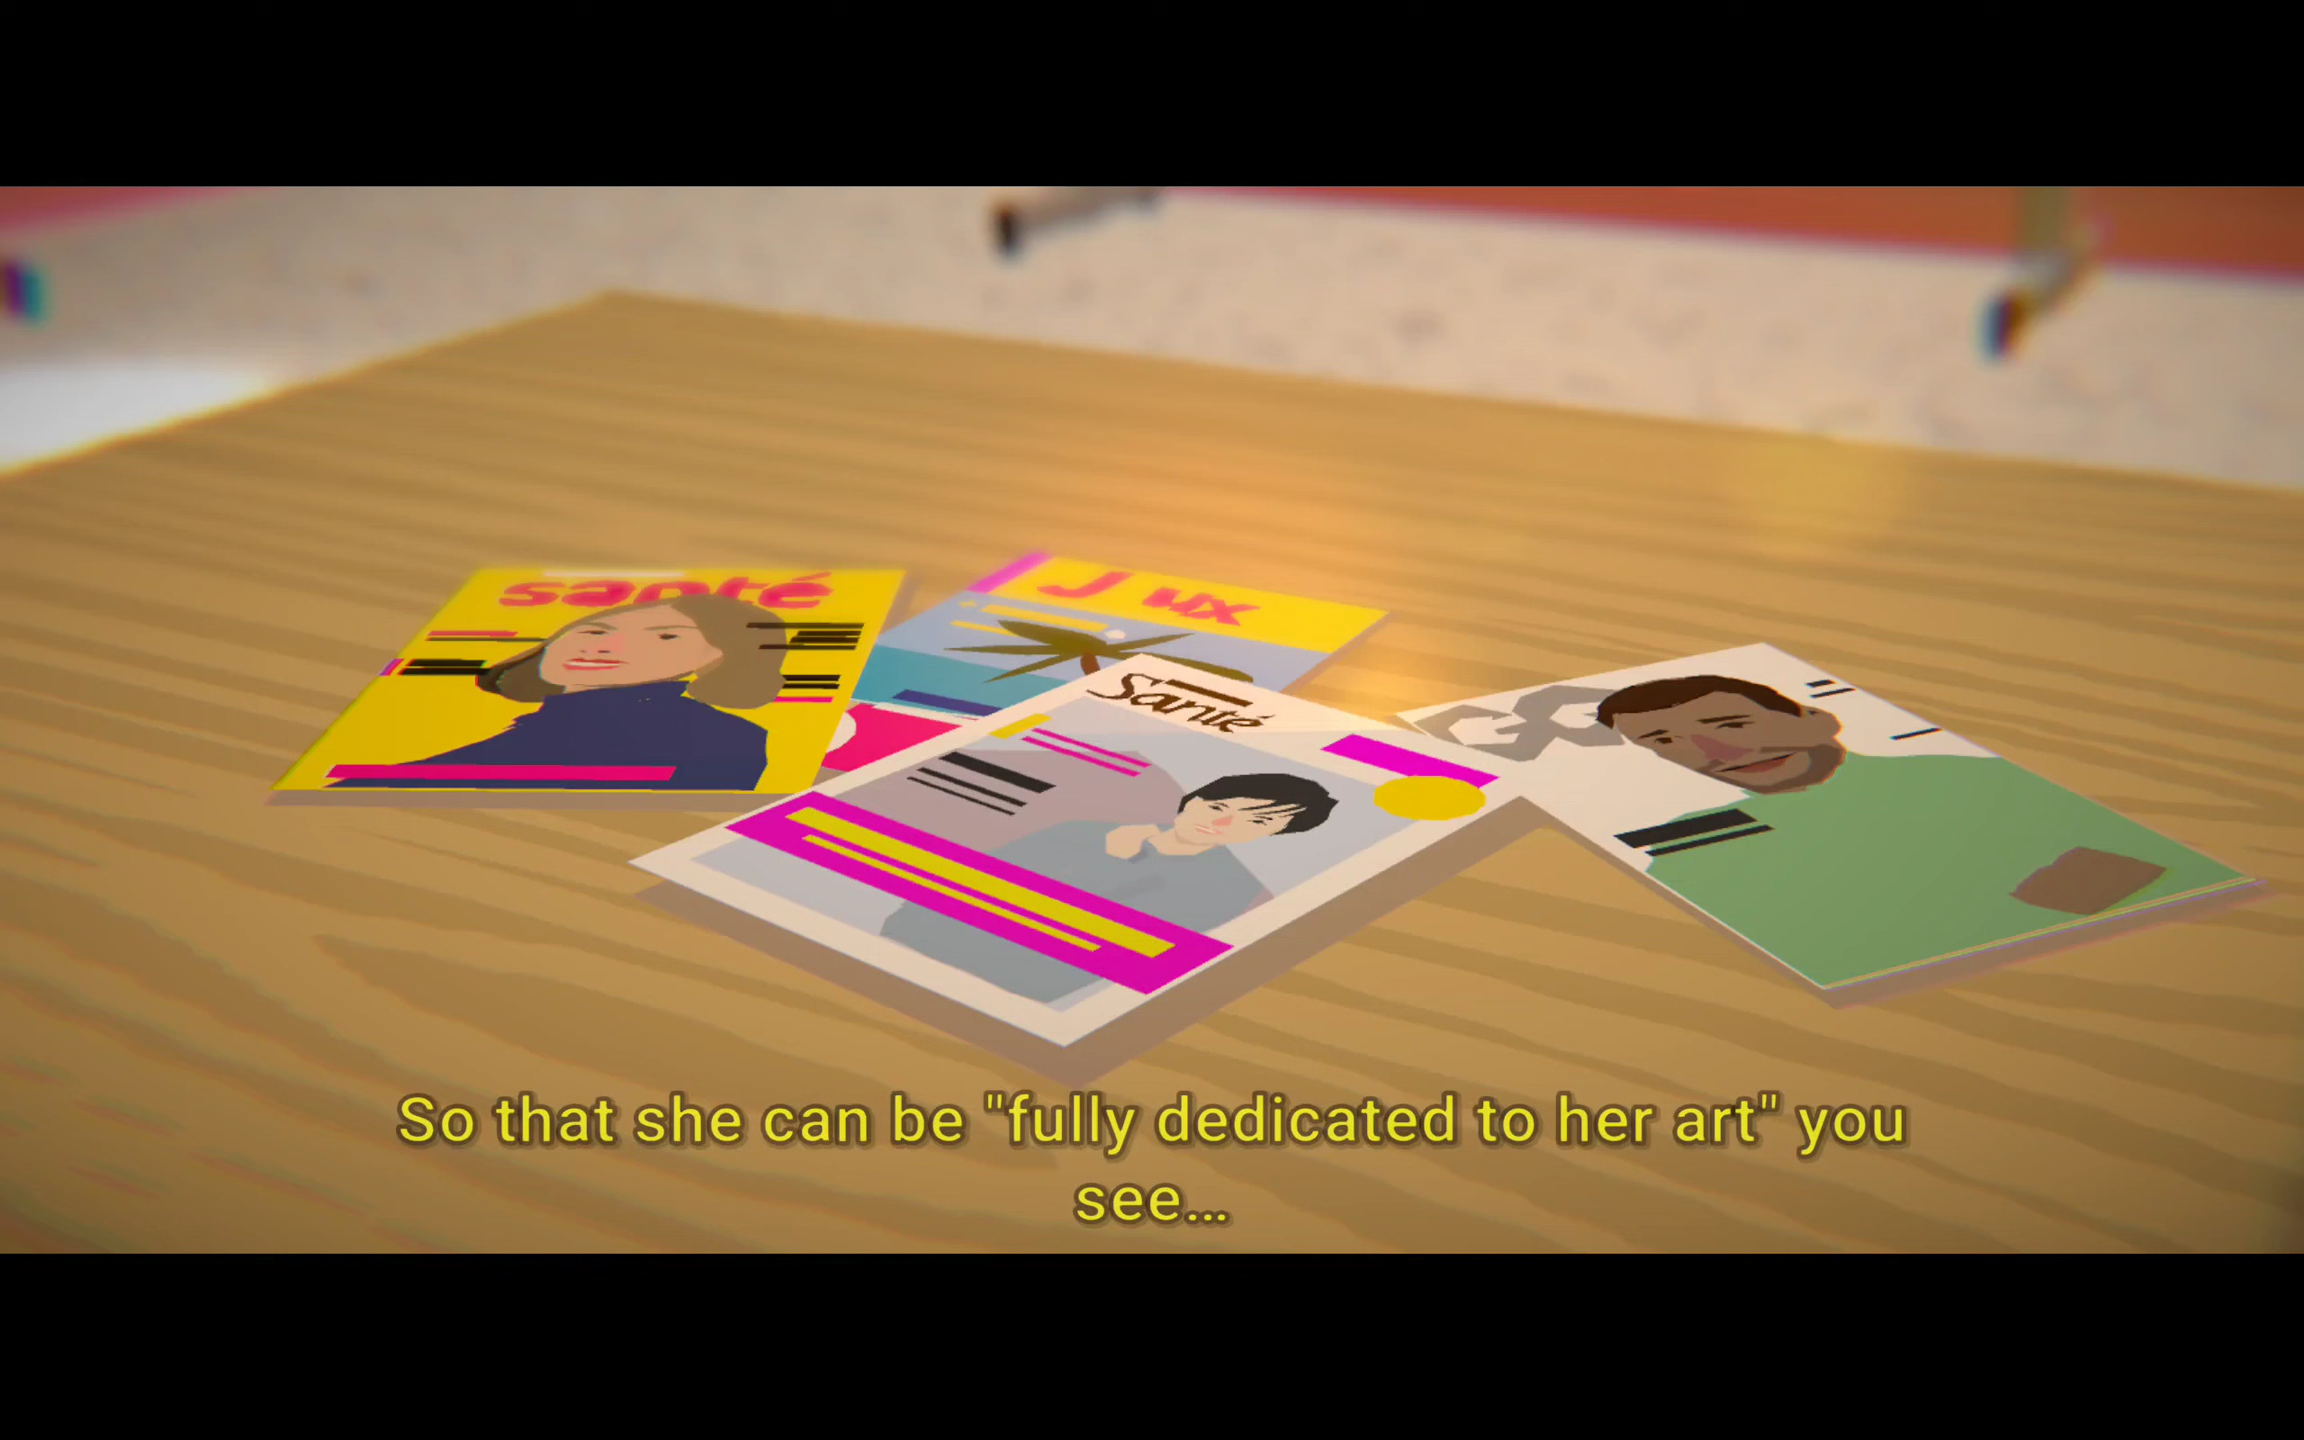 santé
J ux
Santé
So that she can be "fully dedicated to her art" you
see...